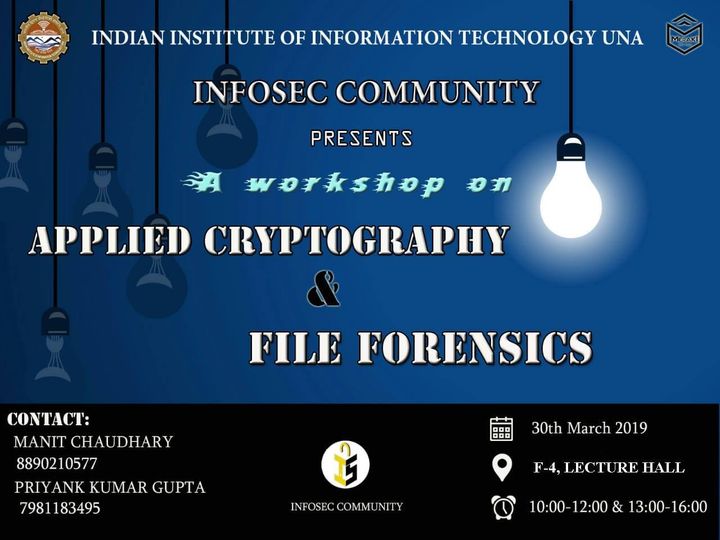 INDIAN INSTITUTE OF INFORMATION TECHNOLOGY UNA
INFOSEC COMMUNITY
PRESENTS
A workshop on
APPLIED CRYPTOGRAPHY
&
FILE FORENSICS
CONTACT:
MANIT CHAUDHARY
8890210577
PRIYANK KUMAR GUPTA
7981183495
IS
INFOSEC COMMUNITY
30th March 2019
F-4, LECTURE HALL
10:00-12:00 & 13:00-16:00